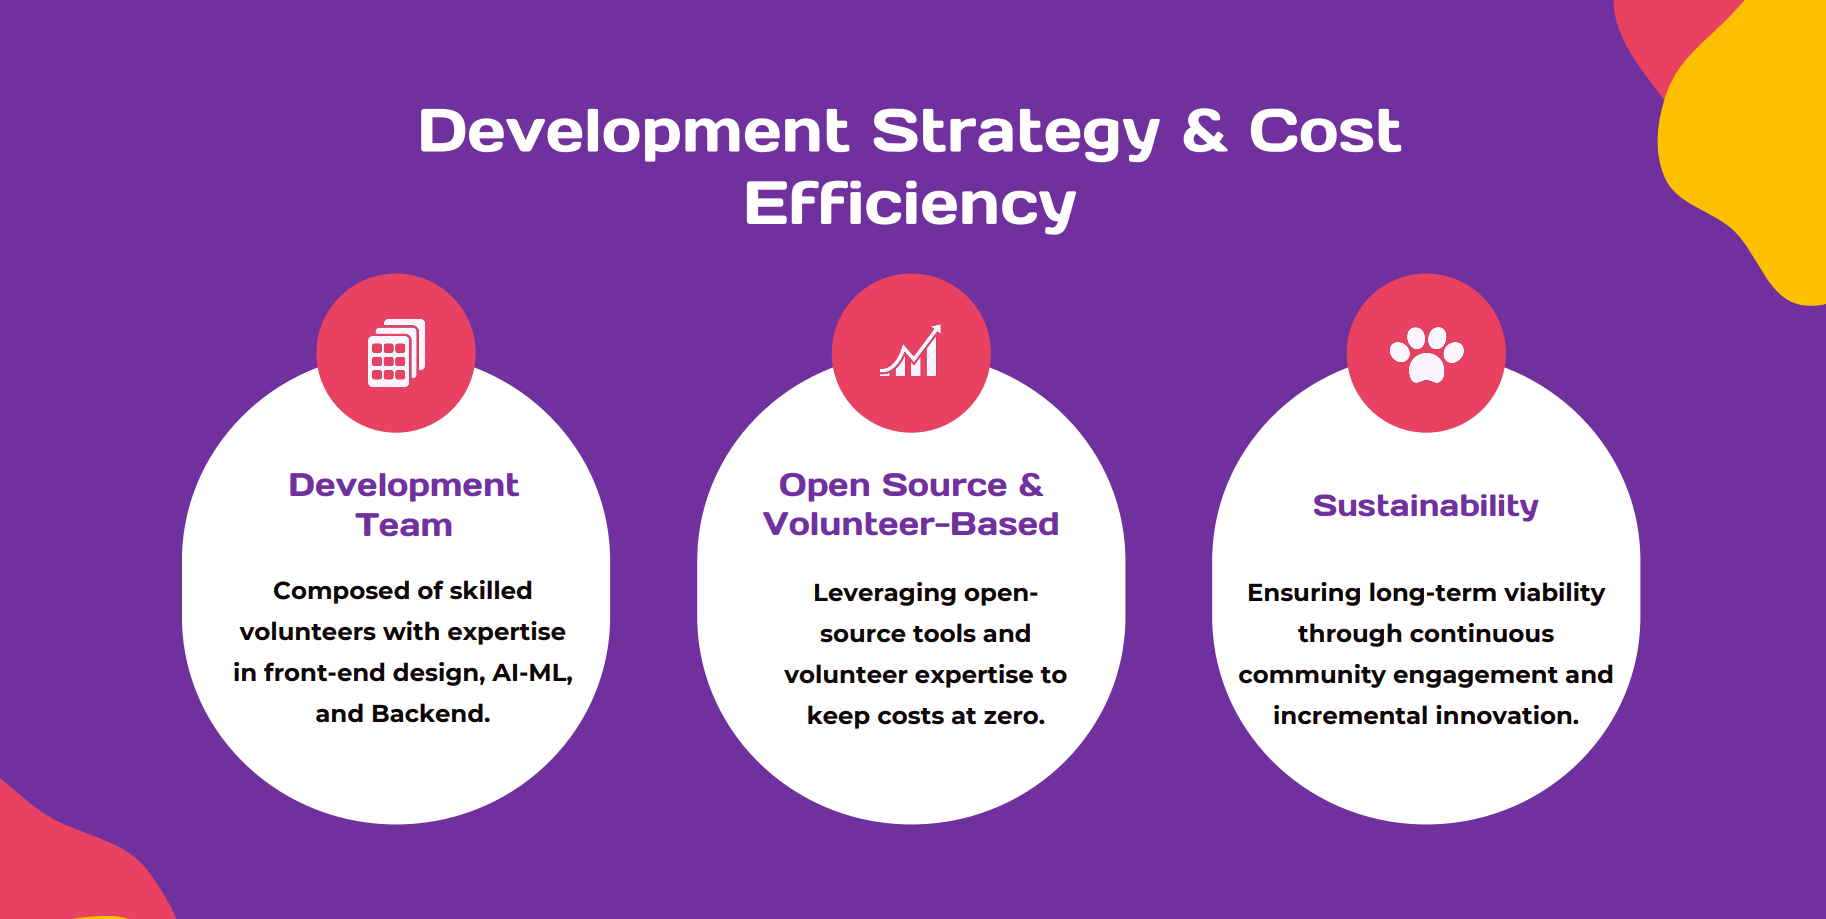 Development Strategy & Cost
Efficiency
Development
Team
Composed of skilled
volunteers with expertise
in front-end design, AI-ML,
and Backend.
Open Source &
Volunteer-Based
Leveraging open-
source tools and
volunteer expertise to
keep costs at zero.
Sustainability
Ensuring long-term viability
through continuous
community engagement and
incremental innovation.